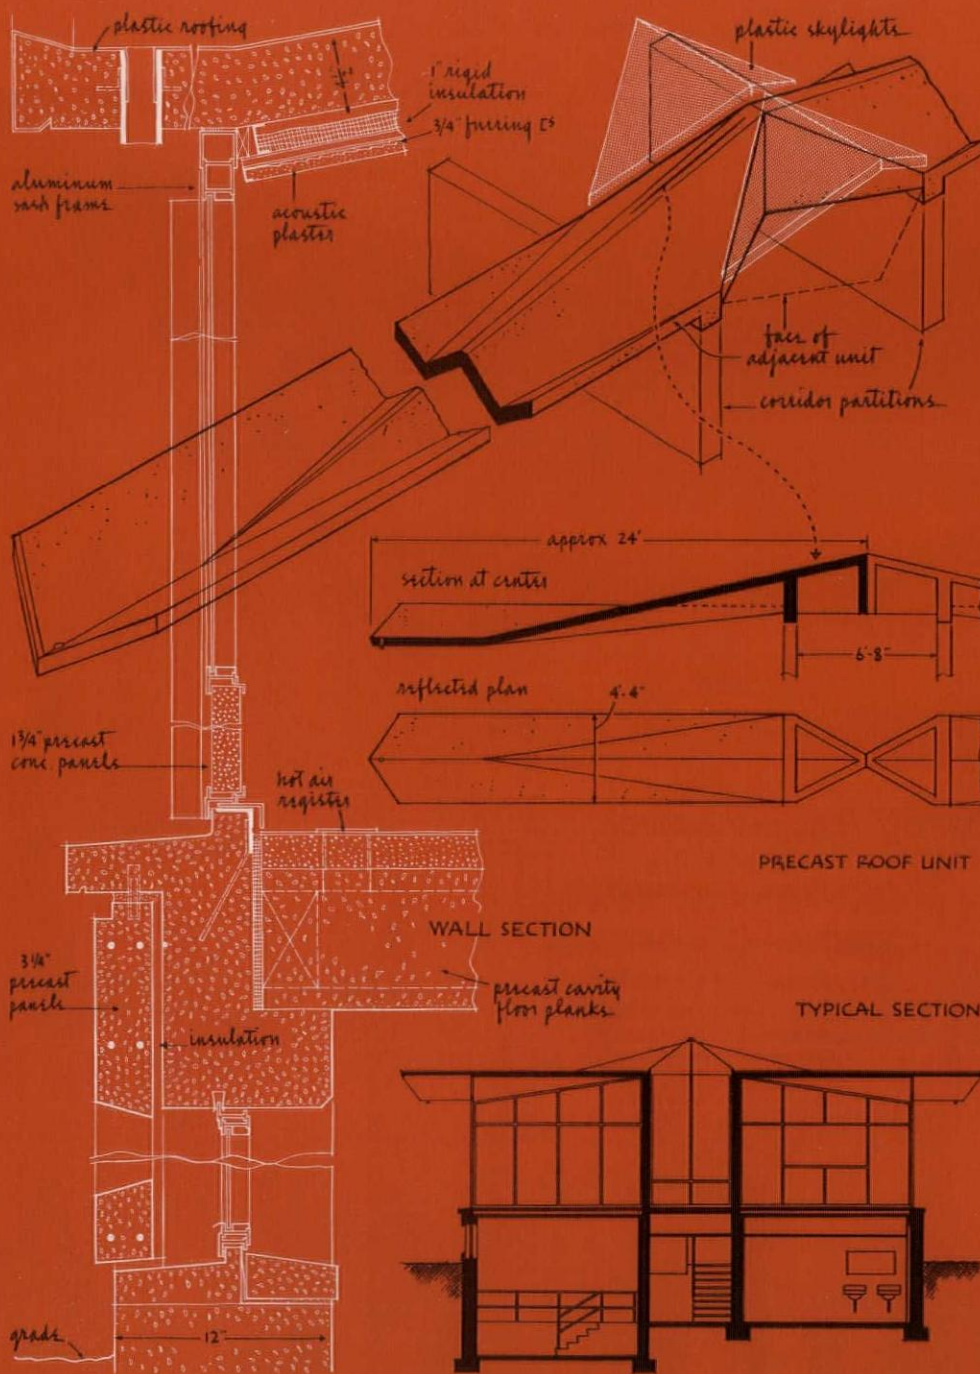 plastic roofing
1" rigid
insulation
3/4" furring [s
aluminum
sash frame
acoustic
plaster
plastic skylights
face of
adjacent unit
corridor partitions
approx 24'
section at center
6'-8"
reflected plan
4'-4"
1 3/4" precast
conc. panels
hot air
register
PRECAST ROOF UNIT
WALL SECTION
3 1/4"
precast
panels
insulation
precast cavity
floor planks
TYPICAL SECTION
grade
12"